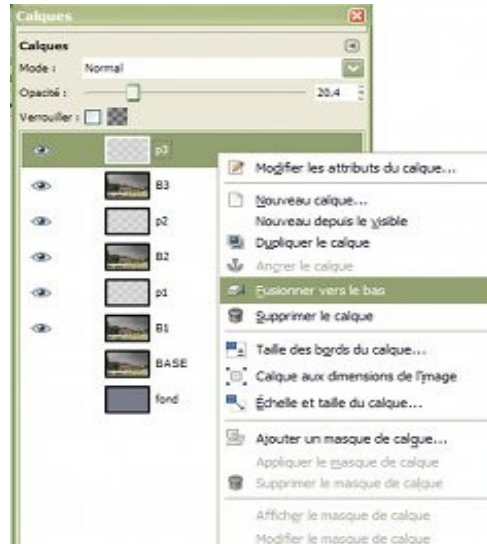 Calques
Calques
Mode : Normal
Opacité : 20.4
Verrouiller :
p3
B3
p2
B2
p1
B1
BASE
fond
Modifier les attributs du calque...
Nouveau calque...
Nouveau depuis le visible
Dupliquer le calque
Ancrer le calque
Fusionner vers le bas
Supprimer le calque
Taille des bords du calque...
Calque aux dimensions de l'image
Échelle et taille du calque...
Ajouter un masque de calque...
Appliquer le masque de calque
Supprimer le masque de calque
Afficher le masque de calque
Modifier le masque de calque